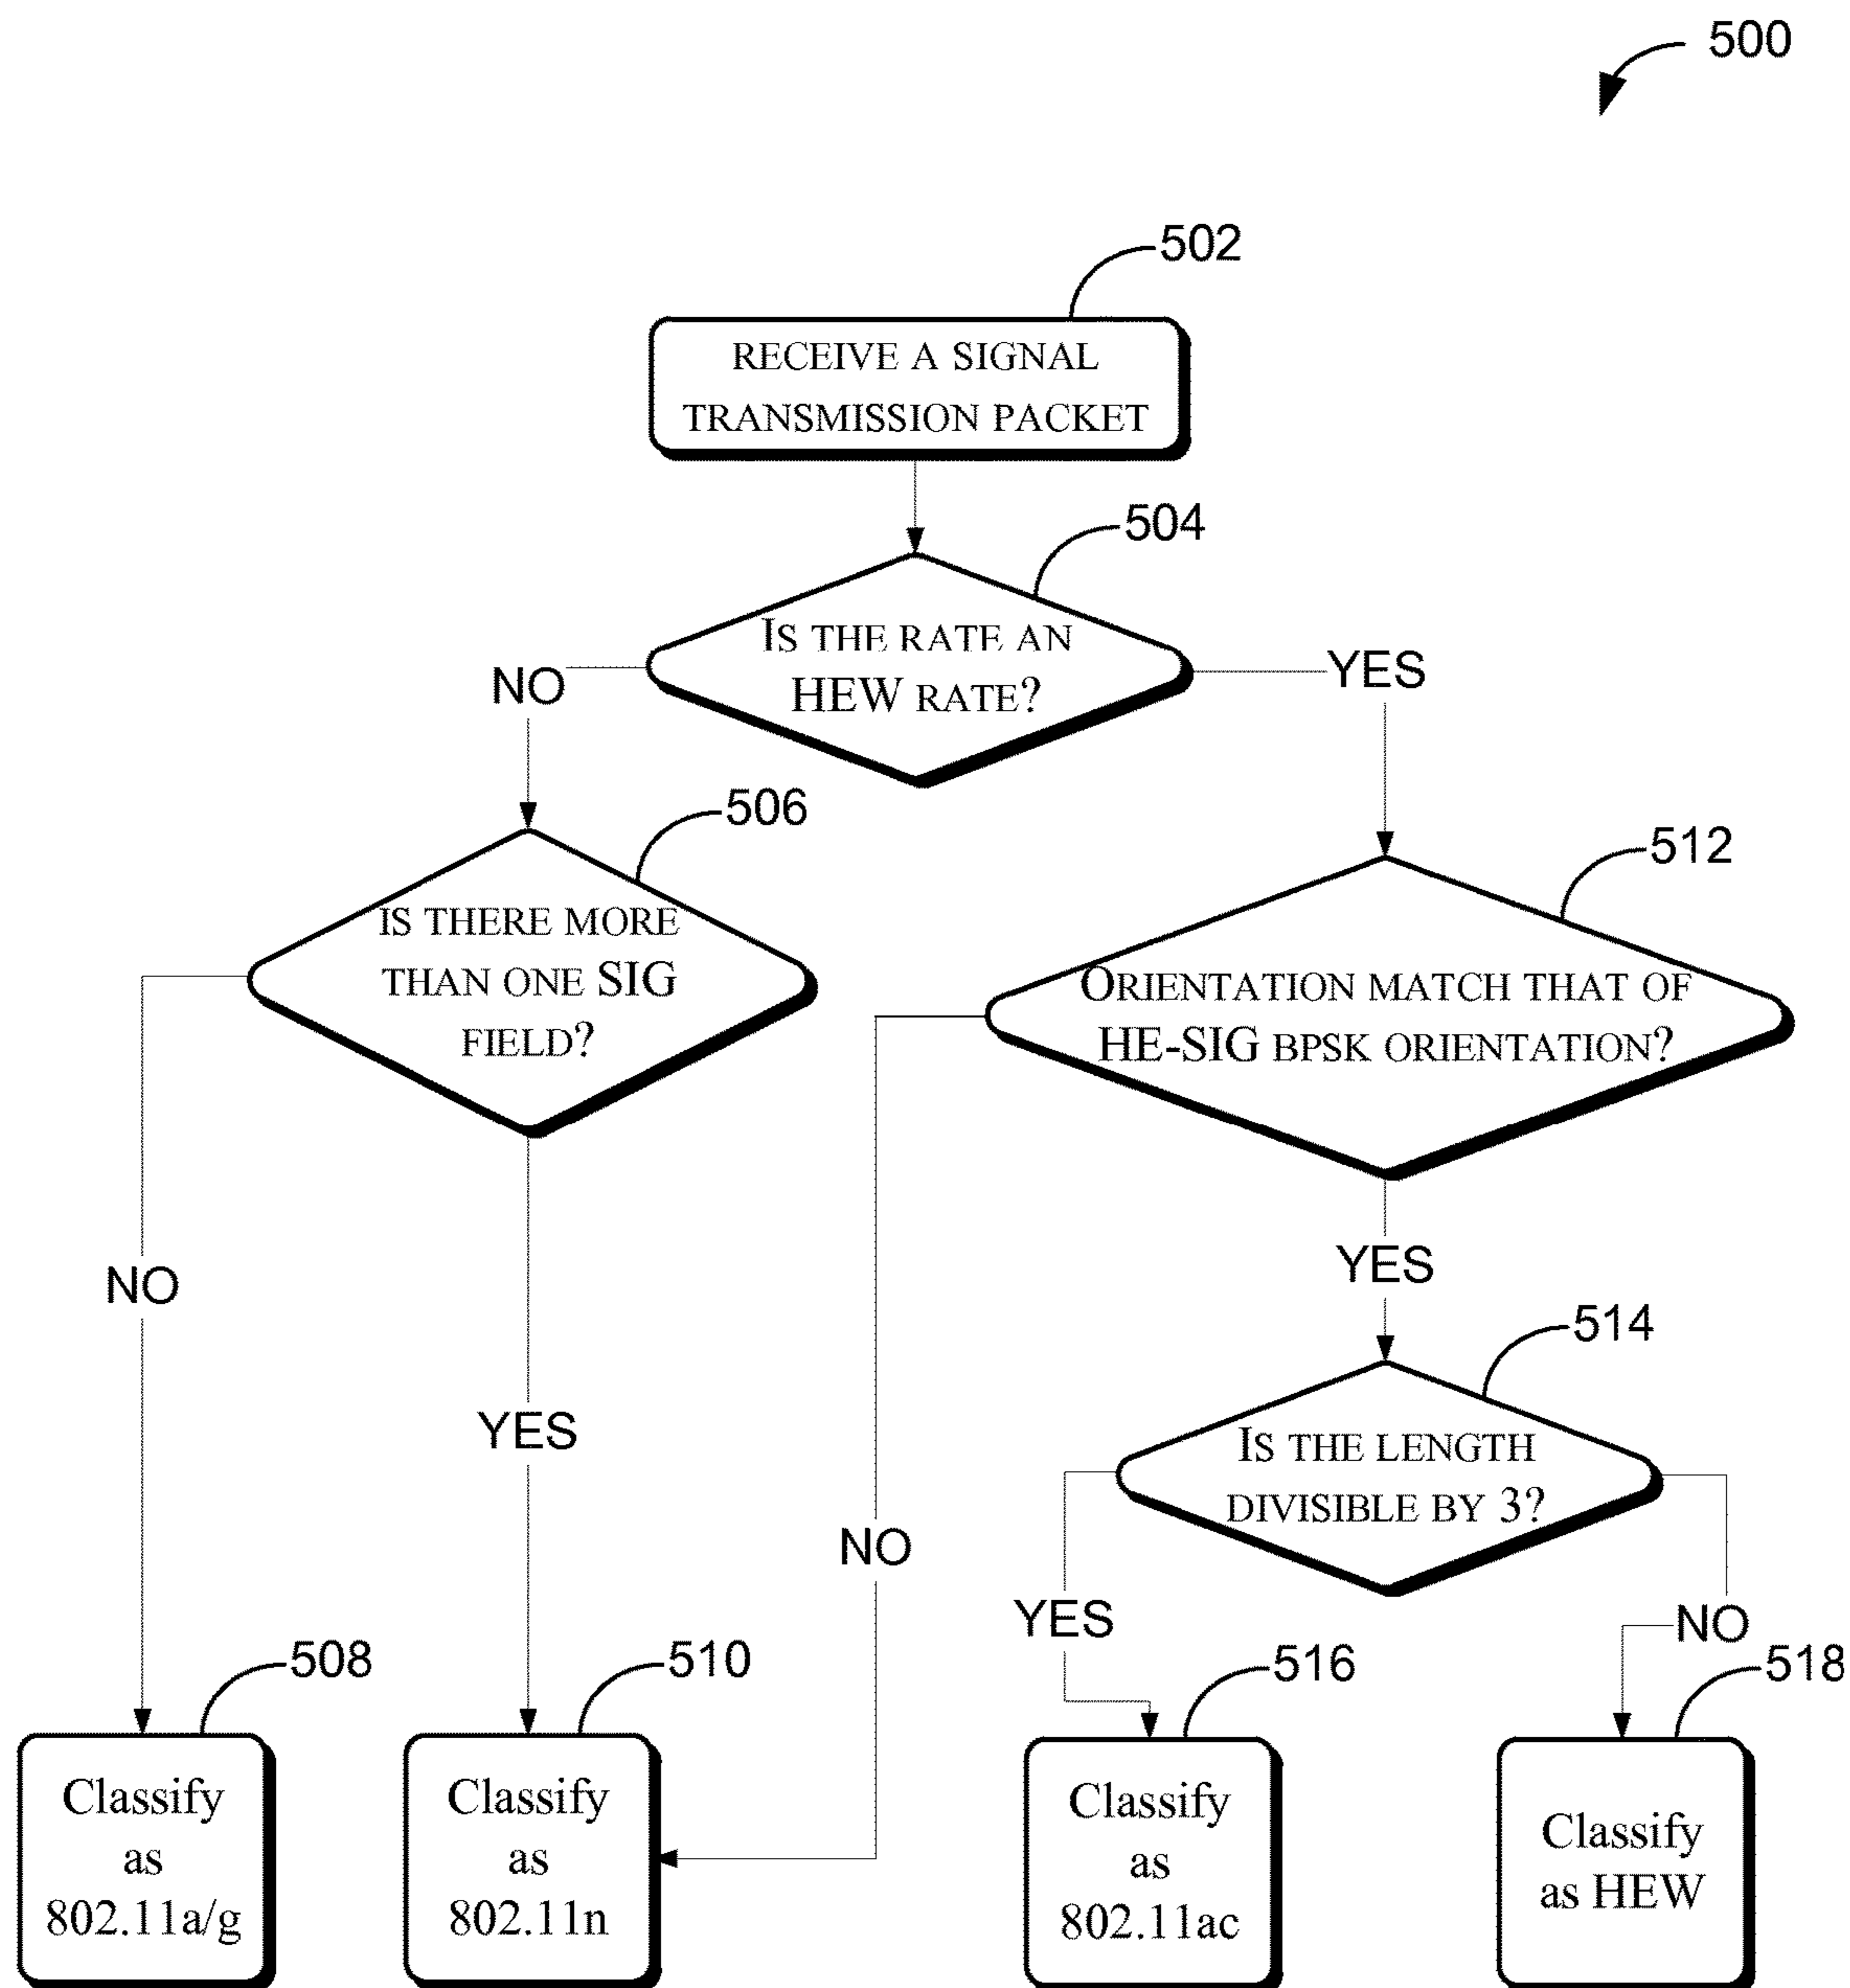 500
502
RECEIVE A SIGNAL
TRANSMISSION PACKET
504
IS THE RATE AN
HEW RATE?
NO
YES
506
IS THERE MORE
THAN ONE SIG
FIELD?
512
ORIENTATION MATCH THAT OF
HE-SIG BPSK ORIENTATION?
NO
YES
YES
NO
514
IS THE LENGTH
DIVISIBLE BY 3?
YES
NO
508
Classify
as
802.11a/g
510
Classify
as
802.11n
516
Classify
as
802.11ac
518
Classify
as HEW